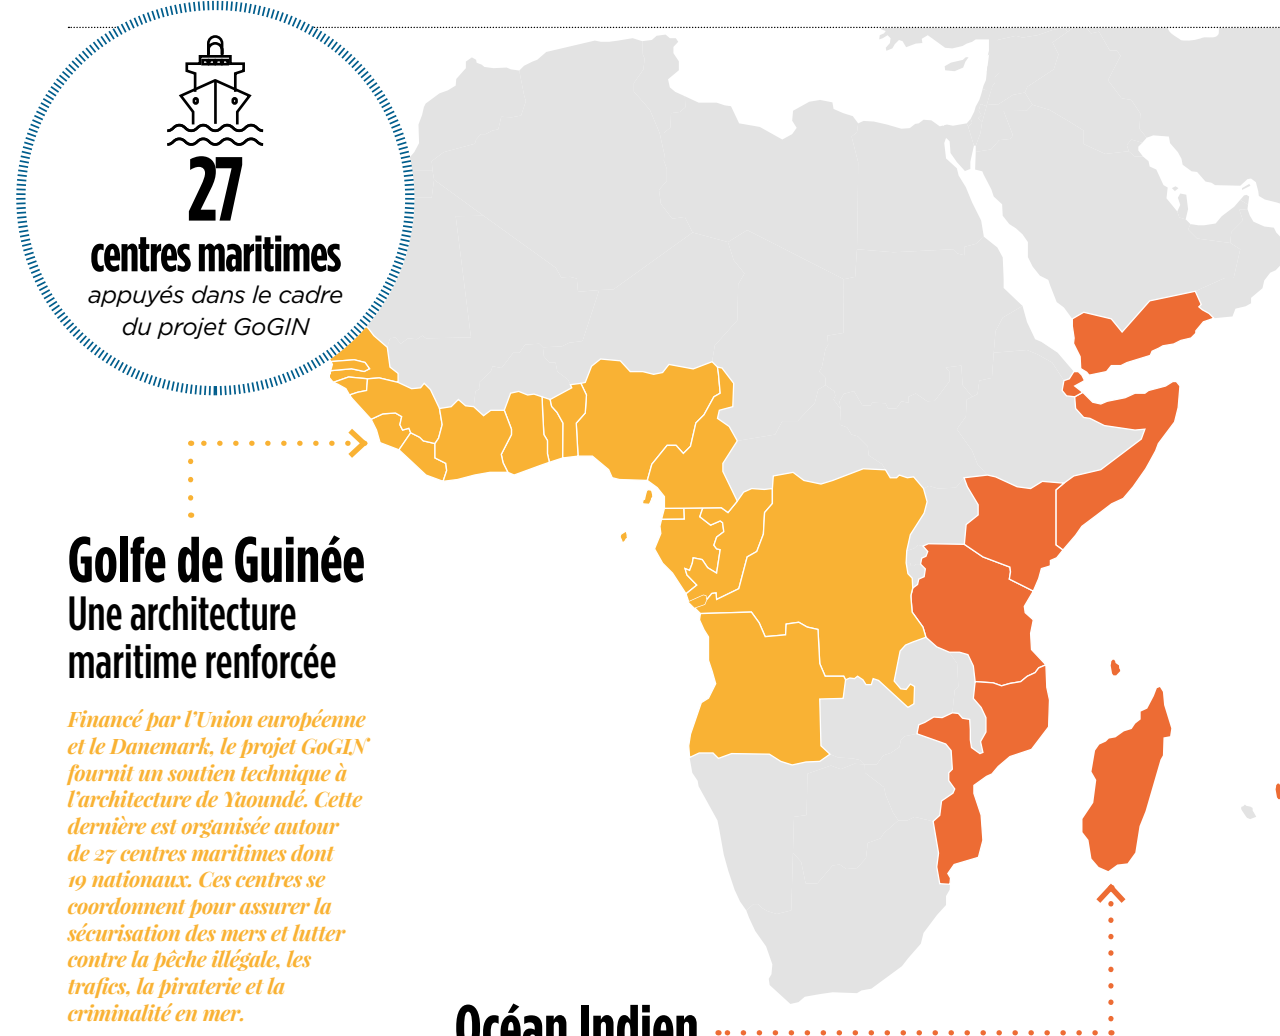 27
centres maritimes
appuyés dans le cadre
du projet GoGIN
Golfe de Guinée
Une architecture
maritime renforcée
Financé par l'Union européenne
et le Danemark, le projet GoGIN*
fournit un soutien technique à
l'architecture de Yaoundé. Cette
dernière est organisée autour
de 27 centres maritimes dont
19 nationaux. Ces centres se
coordonnent pour assurer la
sécurisation des mers et lutter
contre la pêche illégale, les
trafics, la piraterie et la
criminalité en mer.
Océan Indien